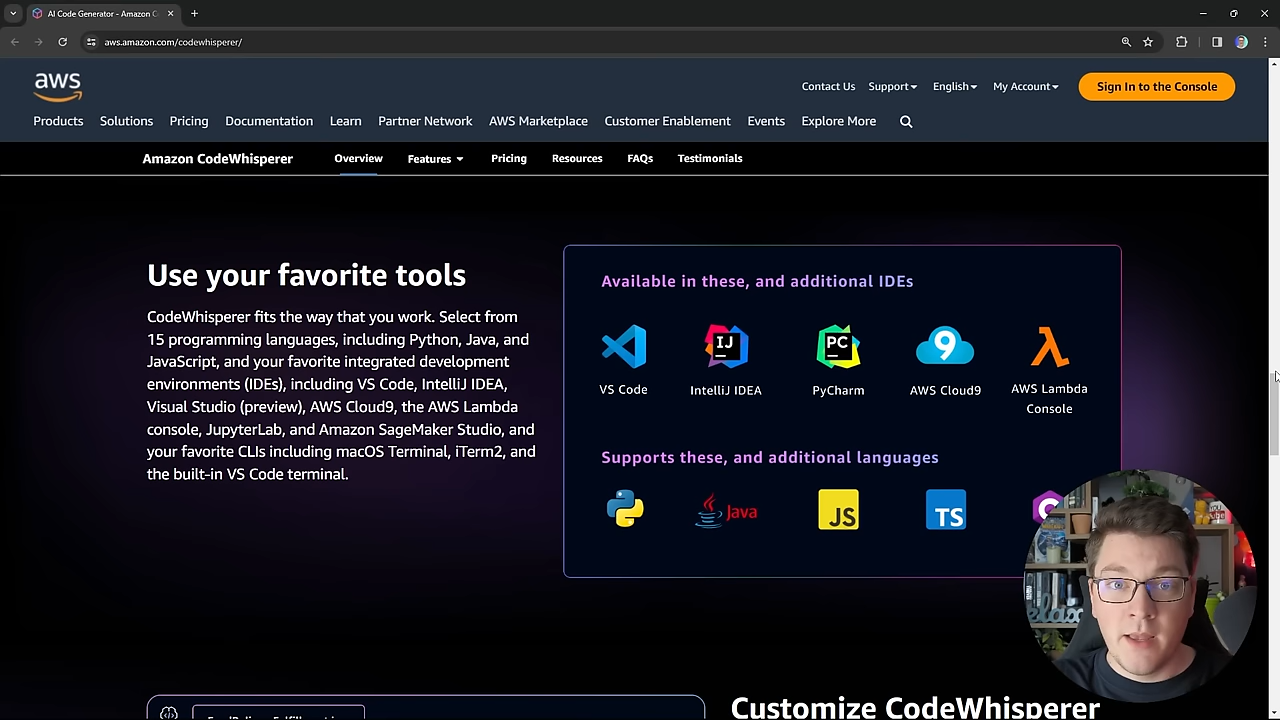 AI Code Generator - Amazon C
aws.amazon.com/codewhisperer/
aws
Contact Us Support English My Account Sign In to the Console
Products Solutions Pricing Documentation Learn Partner Network AWS Marketplace Customer Enablement Events Explore More
Amazon CodeWhisperer Overview Features Pricing Resources FAQs Testimonials
Use your favorite tools
CodeWhisperer fits the way that you work. Select from
15 programming languages, including Python, Java, and
JavaScript, and your favorite integrated development
environments (IDEs), including VS Code, IntelliJ IDEA,
Visual Studio (preview), AWS Cloud9, the AWS Lambda
console, JupyterLab, and Amazon SageMaker Studio, and
your favorite CLIs including macOS Terminal, iTerm2, and
the built-in VS Code terminal.
Available in these, and additional IDEs
IJ PC 9
VS Code IntelliJ IDEA PyCharm AWS Cloud9 AWS Lambda
Console
Supports these, and additional languages
Java JS TS C
Customize CodeWhisperer